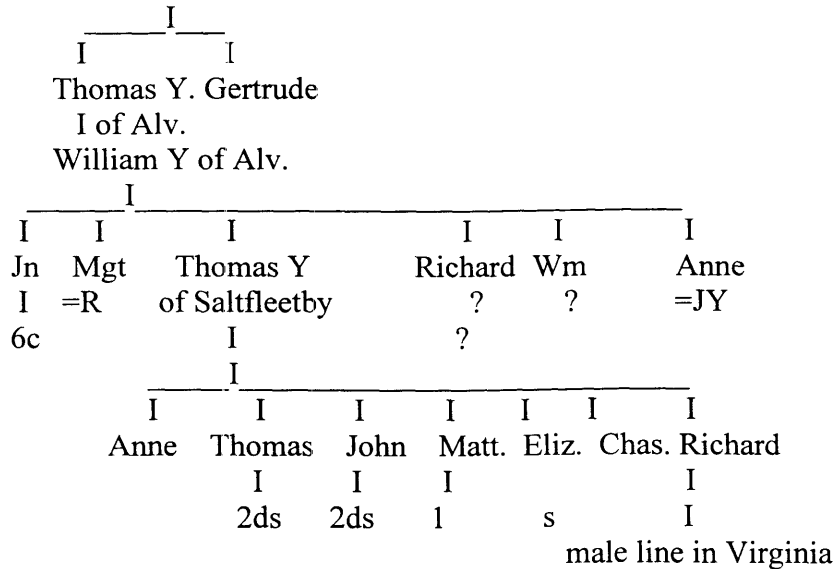 I
I I
Thomas Y. Gertrude
I of Alv.
William Y of Alv.
I
I I I I I I
Jn Mgt Thomas Y Richard Wm Anne
I =R of Saltfleetby ? ? =JY
6c I ?
I
I I I I I I I
Anne Thomas John Matt. Eliz. Chas. Richard
I I I I
2ds 2ds 1 s I
male line in Virginia